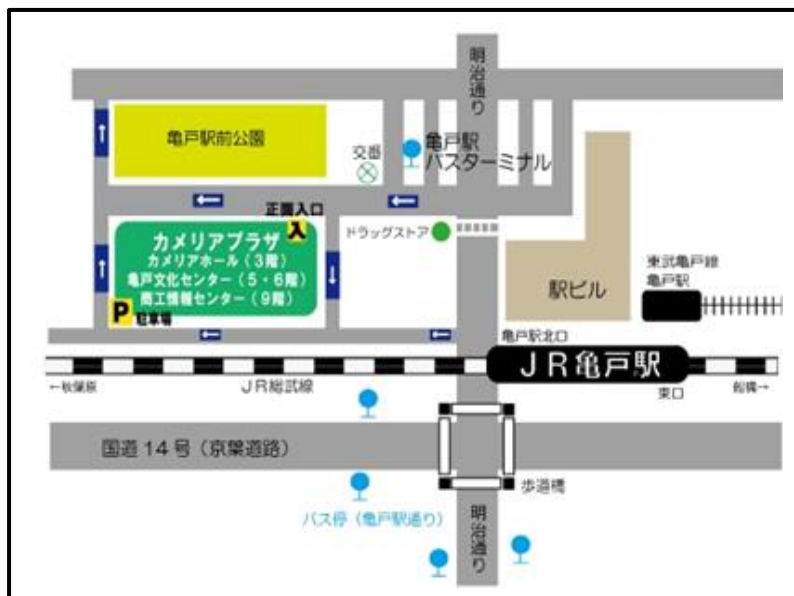 明治通り
亀戸駅前公園
交番
亀戸駅
バスターミナル
正面入口
入
カメリアプラザ
カメリアホール(3階)
亀戸文化センター(5・6階)
商工情報センター(9階)
P
駐車場
ドラッグストア
駅ビル
東武亀戸線
亀戸駅
亀戸駅北口
JR亀戸駅
←秋葉原
JR総武線
東口
船橋→
国道14号(京葉道路)
歩道橋
バス停(亀戸駅通り)
明治通り